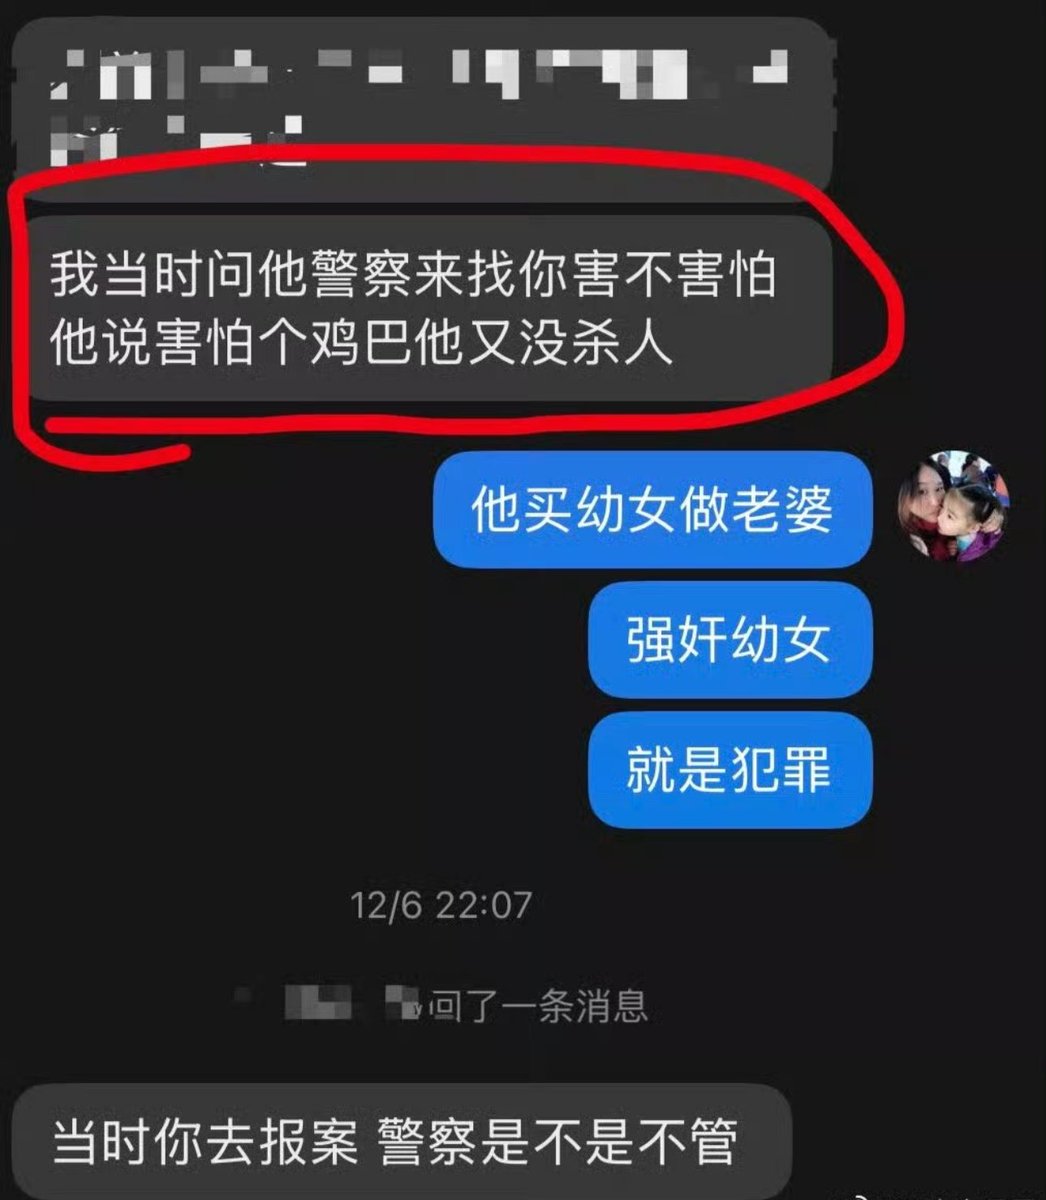 我当时问他警察来找你害不害怕
他说害怕个鸡巴他又没杀人
他买幼女做老婆
强奸幼女
就是犯罪
12/6 22:07
回了一条消息
当时你去报案 警察是不是不管